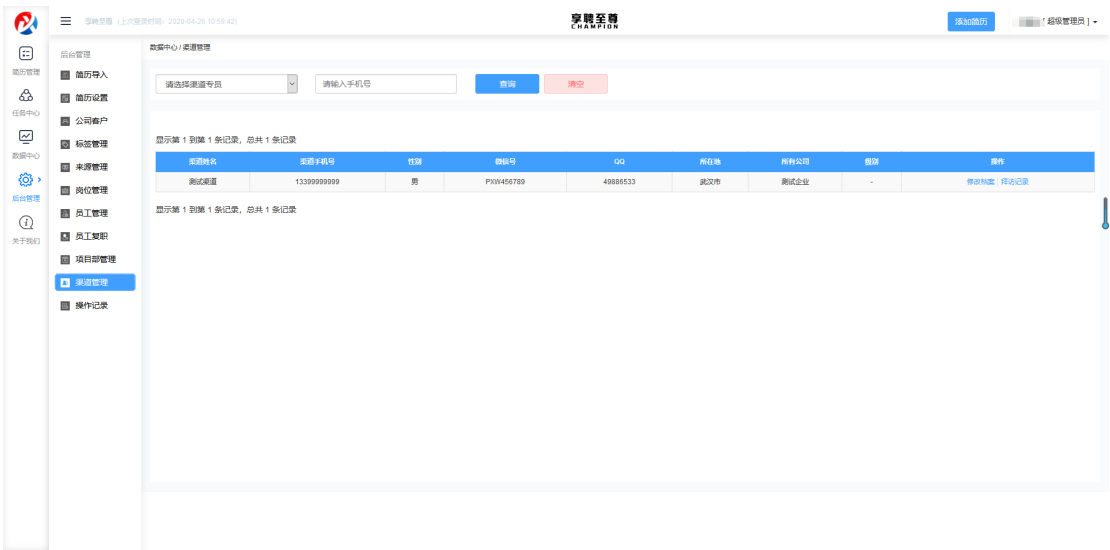 享聘至尊（上次登录时间：2020-04-26 10:59:42）
享聘至尊
CHAMPION
添加简历
[ 超级管理员 ]
简历管理
任务中心
数据中心
后台管理
关于我们
后台管理
简历导入
简历设置
公司客户
标签管理
来源管理
岗位管理
员工管理
员工复职
项目部管理
渠道管理
操作记录
数据中心 / 渠道管理
请选择渠道专员 请输入手机号 查询 清空
显示第 1 到第 1 条记录，总共 1 条记录
渠道姓名 渠道手机号 性别 微信号 QQ 所在地 所有公司 级别 操作
测试渠道 13399999999 男 PXW456789 49886533 武汉市 测试企业 - 修改档案 拜访记录
显示第 1 到第 1 条记录，总共 1 条记录